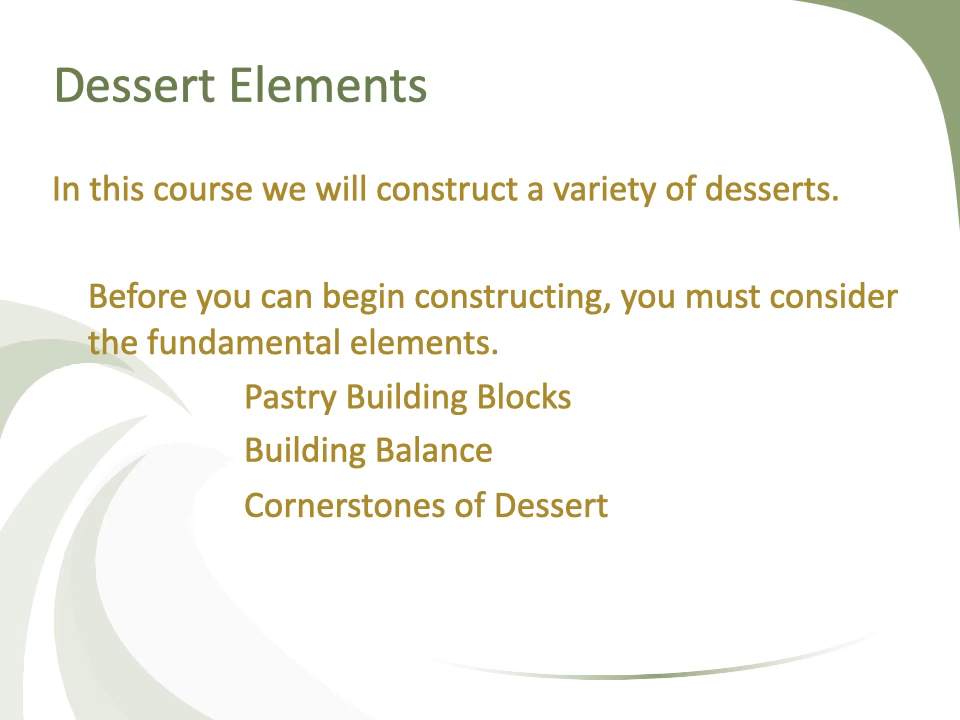 Dessert Elements
In this course we will construct a variety of desserts.
Before you can begin constructing, you must consider
the fundamental elements.
Pastry Building Blocks
Building Balance
Cornerstones of Dessert